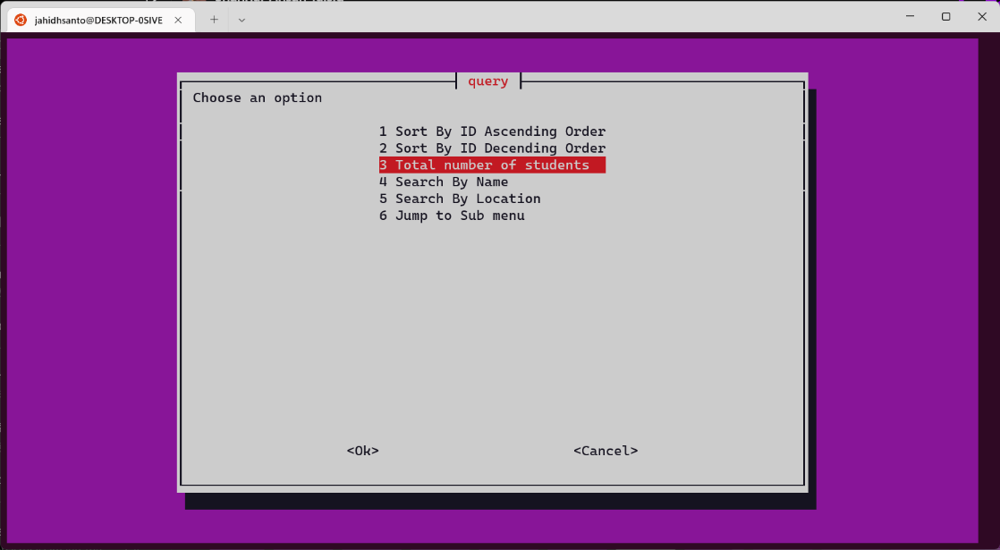 jahidhsanto@DESKTOP-0SIVE
query
Choose an option
1 Sort By ID Ascending Order
2 Sort By ID Decending Order
3 Total number of students
4 Search By Name
5 Search By Location
6 Jump to Sub menu
<Ok> <Cancel>